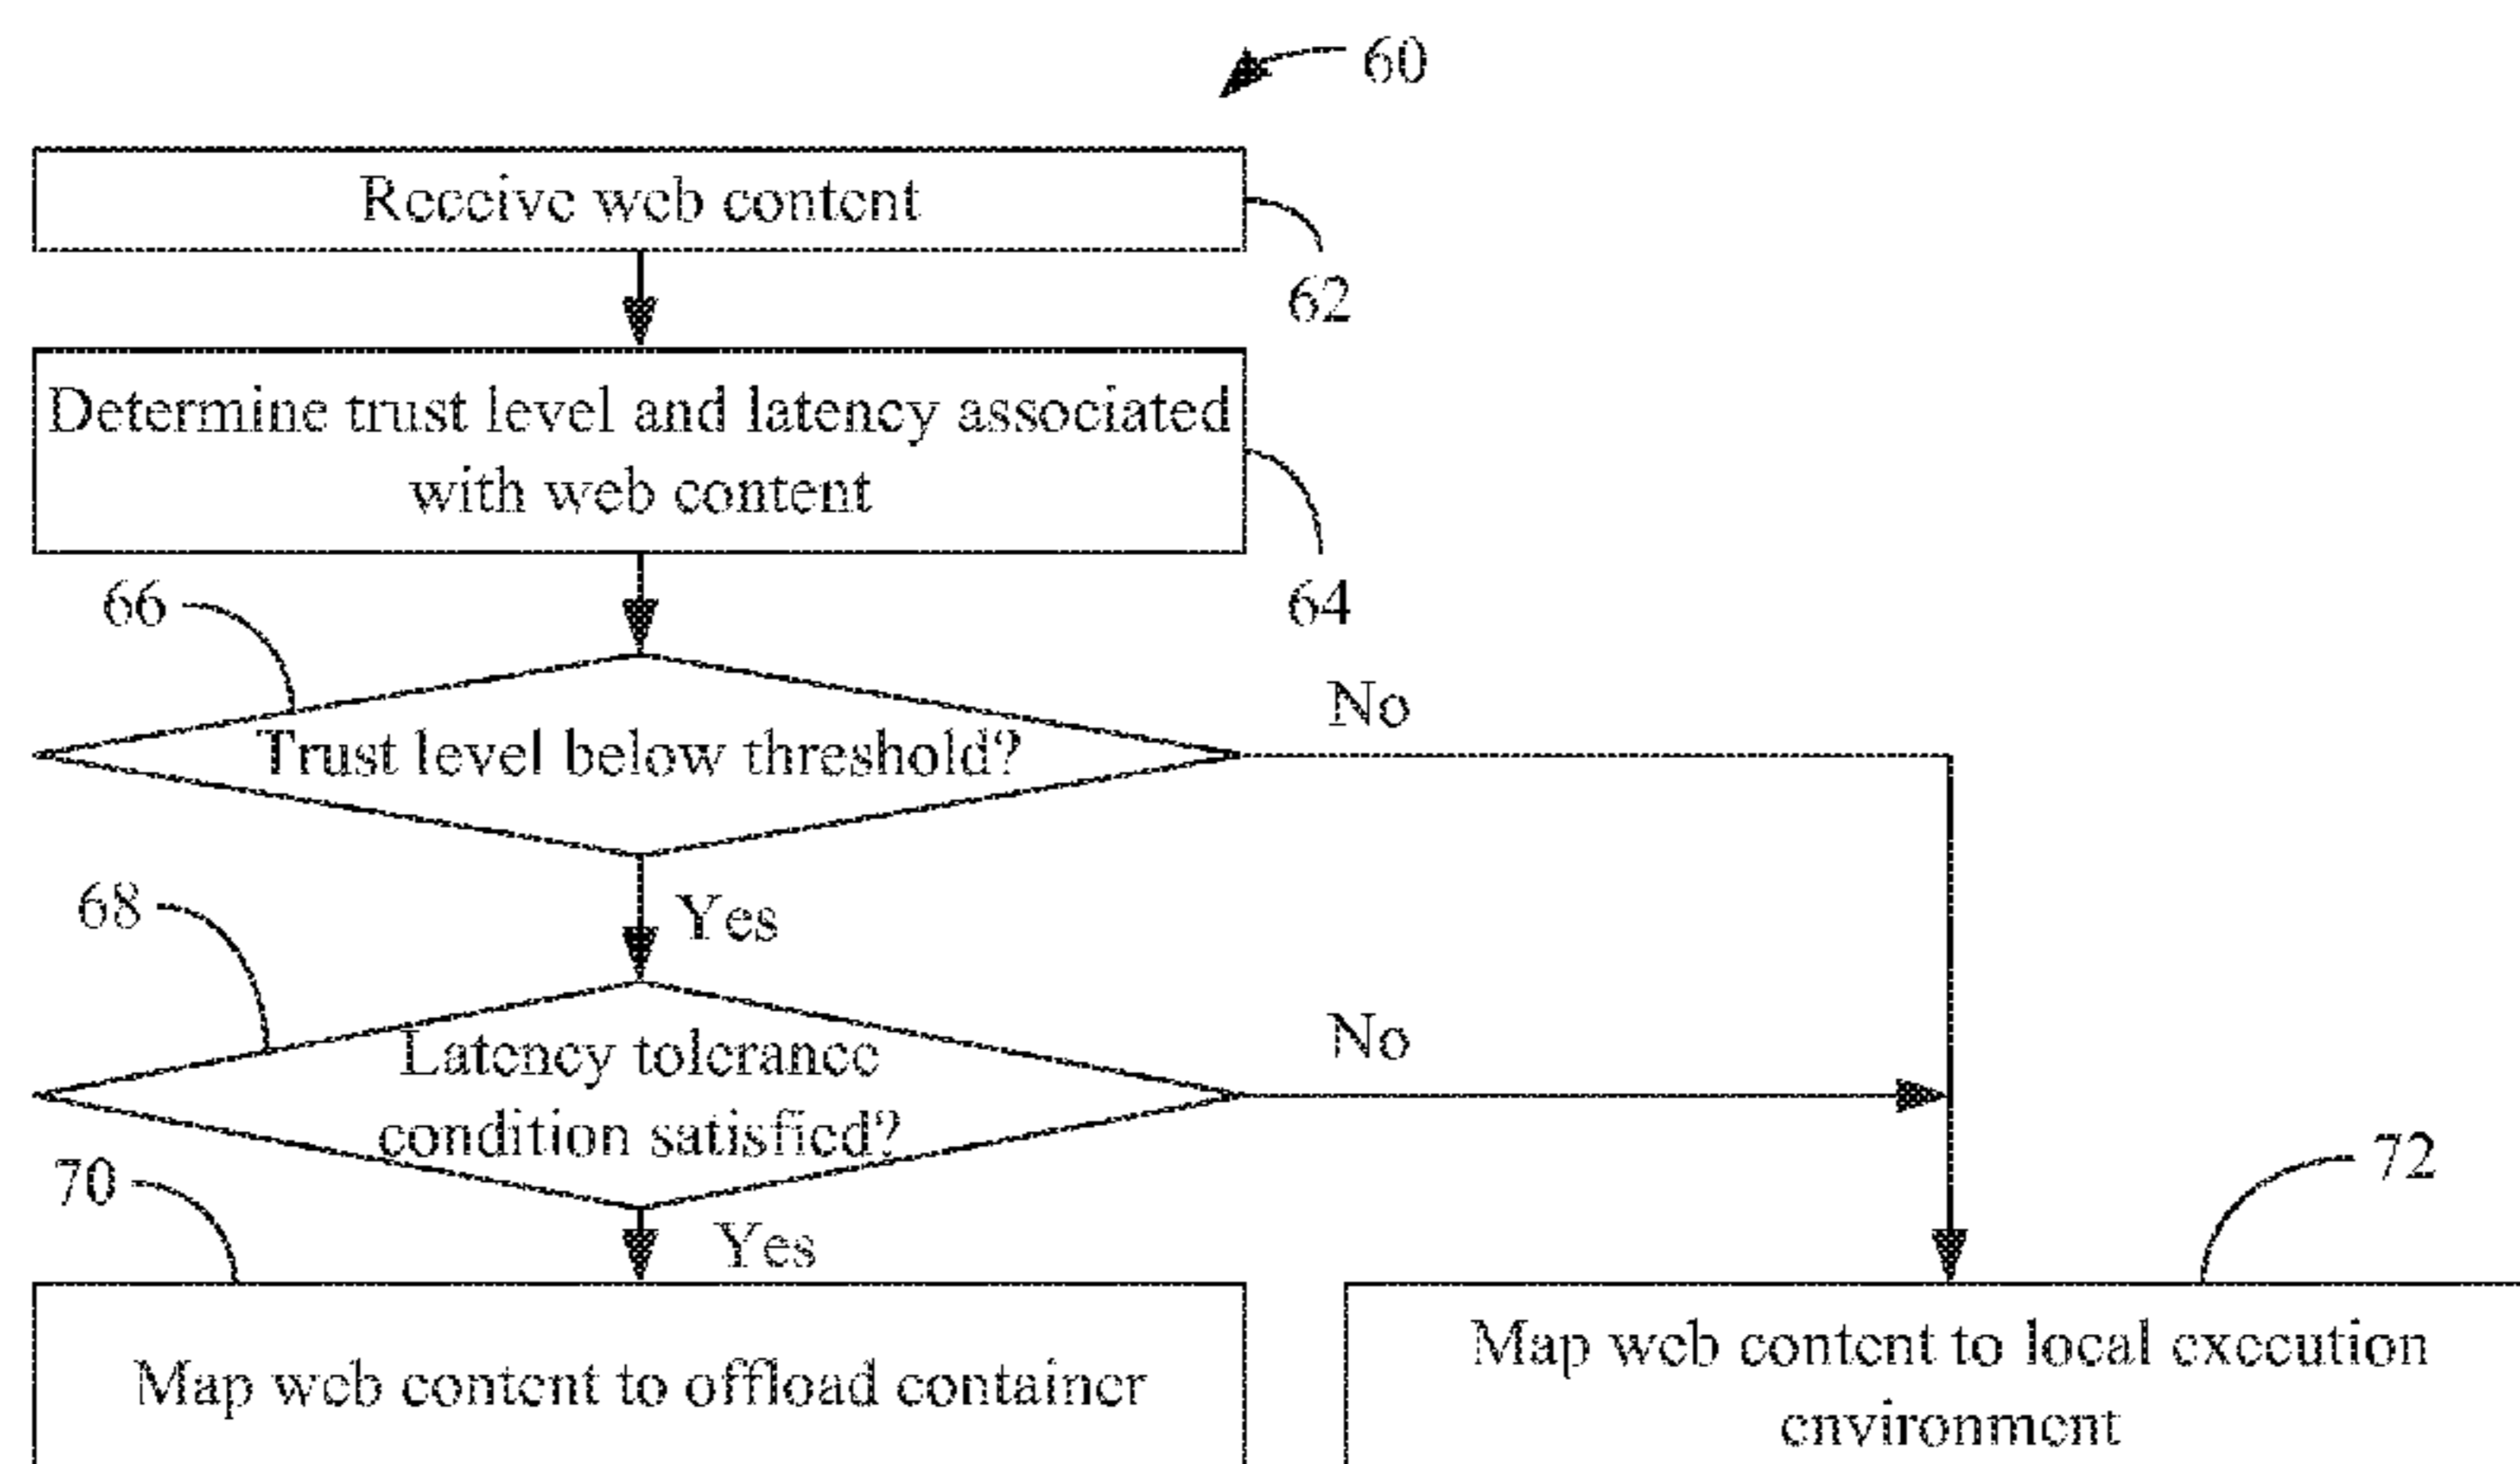 60
Receive web content
62
Determine trust level and latency associated
with web content
64
66
Trust level below threshold?
No
Yes
68
Latency tolerance
condition satisfied?
No
Yes
70
72
Map web content to offload container
Map web content to local execution
environment